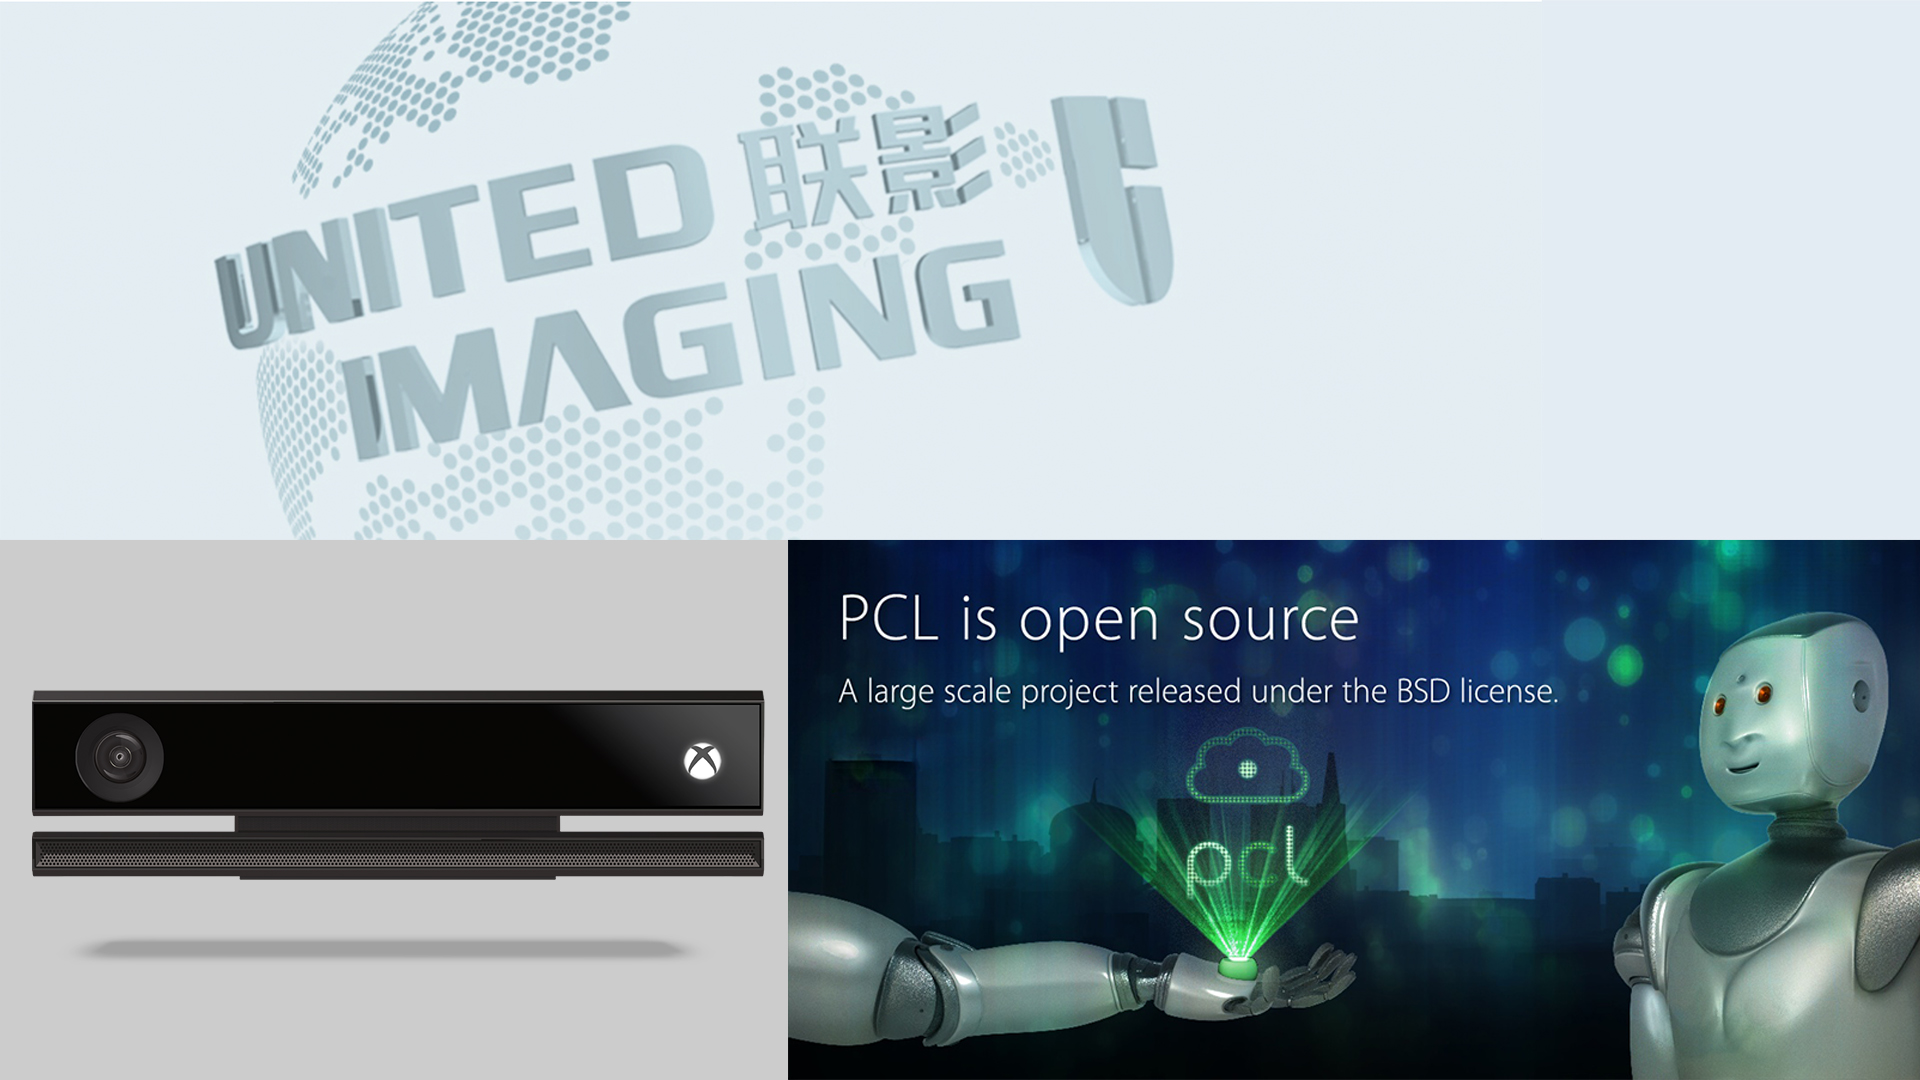 UNITED 联影
IMAGING
PCL is open source
A large scale project released under the BSD license.
pcl